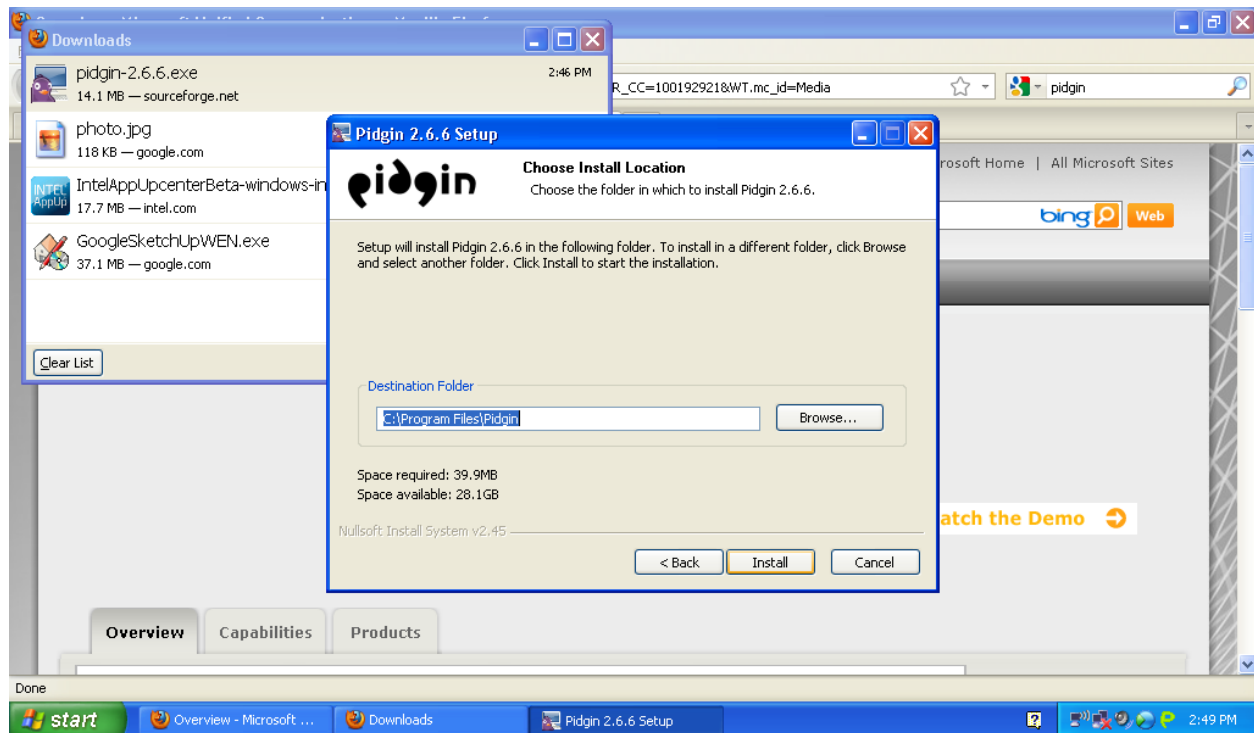 Downloads
pidgin-2.6.6.exe
2:46 PM
14.1 MB — sourceforge.net
photo.jpg
118 KB — google.com
INTEL AppUp
IntelAppUpcenterBeta-windows-in
17.7 MB — intel.com
GoogleSketchUpWEN.exe
37.1 MB — google.com
Clear List
R_CC=100192921&WT.mc_id=Media
pidgin
rosoft Home | All Microsoft Sites
bing
Web
Pidgin 2.6.6 Setup
pidgin
Choose Install Location
Choose the folder in which to install Pidgin 2.6.6.
Setup will install Pidgin 2.6.6 in the following folder. To install in a different folder, click Browse
and select another folder. Click Install to start the installation.
Destination Folder
C:\Program Files\Pidgin
Browse...
Space required: 39.9MB
Space available: 28.1GB
Nullsoft Install System v2.45
< Back
Install
Cancel
atch the Demo
Overview
Capabilities
Products
Done
start
Overview - Microsoft ...
Downloads
Pidgin 2.6.6 Setup
2:49 PM